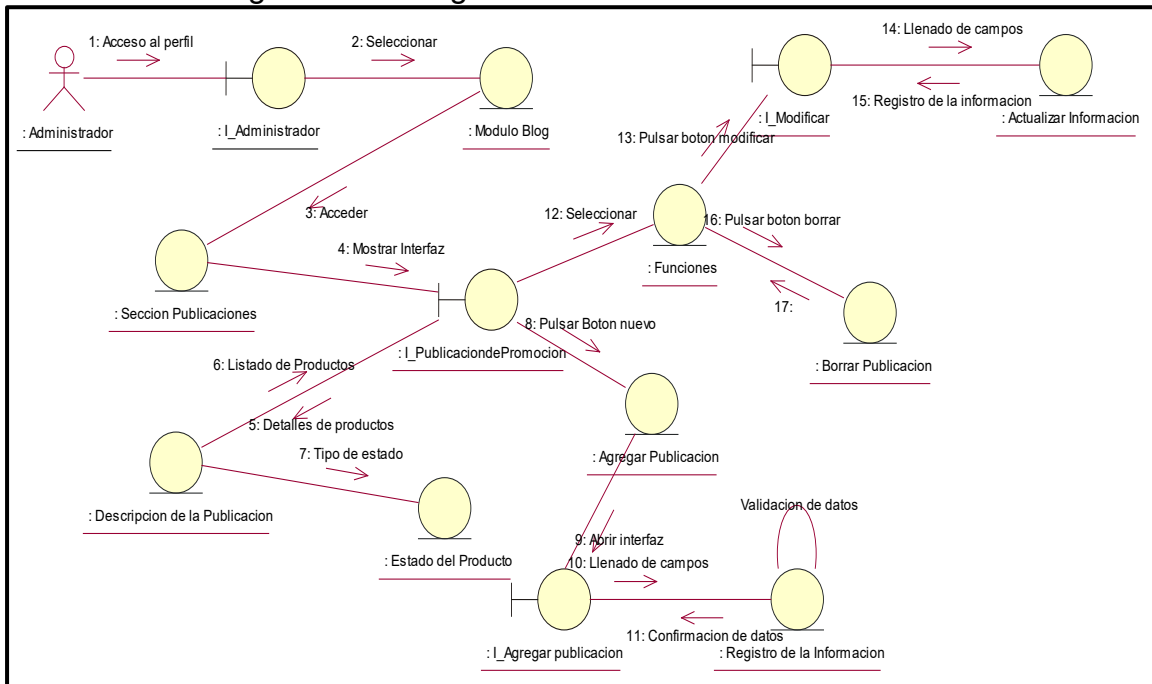 1: Acceso al perfil
2: Seleccionar
14: Llenado de campos
15: Registro de la informacion
: Administrador
: I_Administrador
: Modulo Blog
: I_Modificar
: Actualizar Informacion
13: Pulsar boton modificar
3: Acceder
12: Seleccionar
16: Pulsar boton borrar
4: Mostrar Interfaz
: Funciones
: Seccion Publicaciones
17:
8: Pulsar Boton nuevo
: I_PublicaciondePromocion
: Borrar Publicacion
6: Listado de Productos
5: Detalles de productos
7: Tipo de estado
: Agregar Publicacion
: Descripcion de la Publicacion
Validacion de datos
9: Abrir interfaz
: Estado del Producto
10: Llenado de campos
11: Confirmacion de datos
: I_Agregar publicacion
: Registro de la Informacion